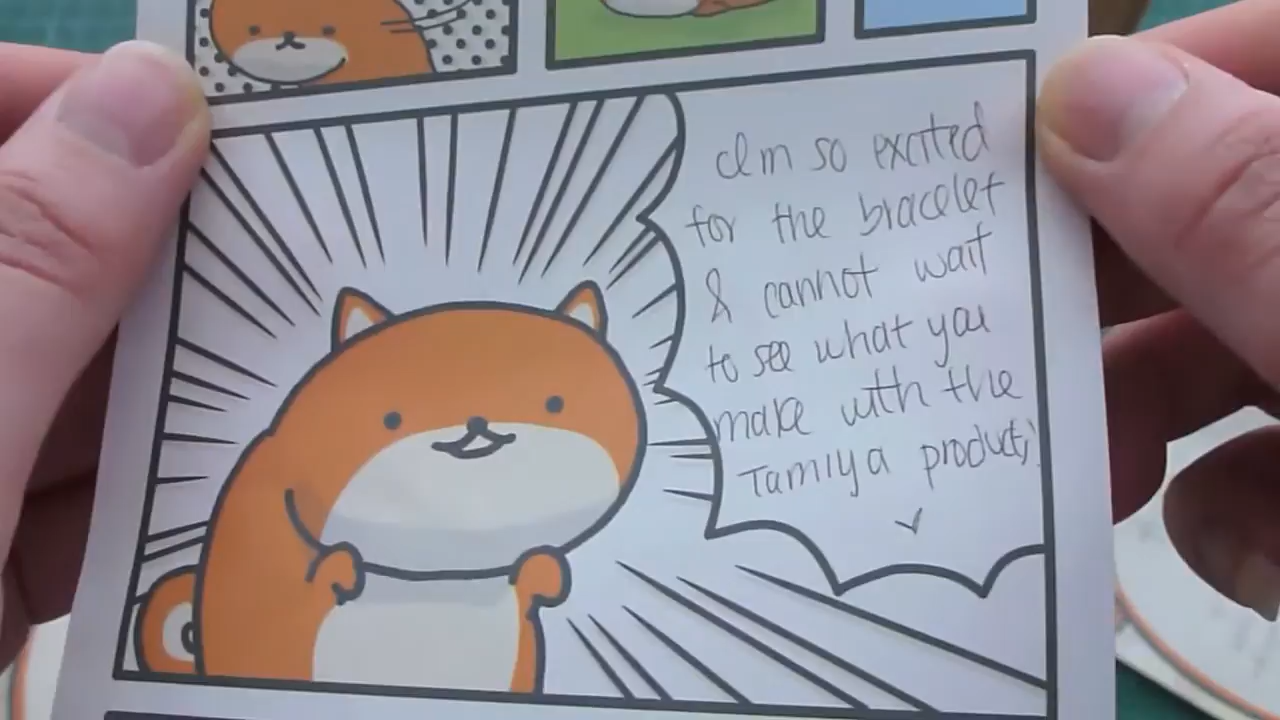 I'm so excited
for the bracelet
& cannot wait
to see what you
make with the
Tamiya products!